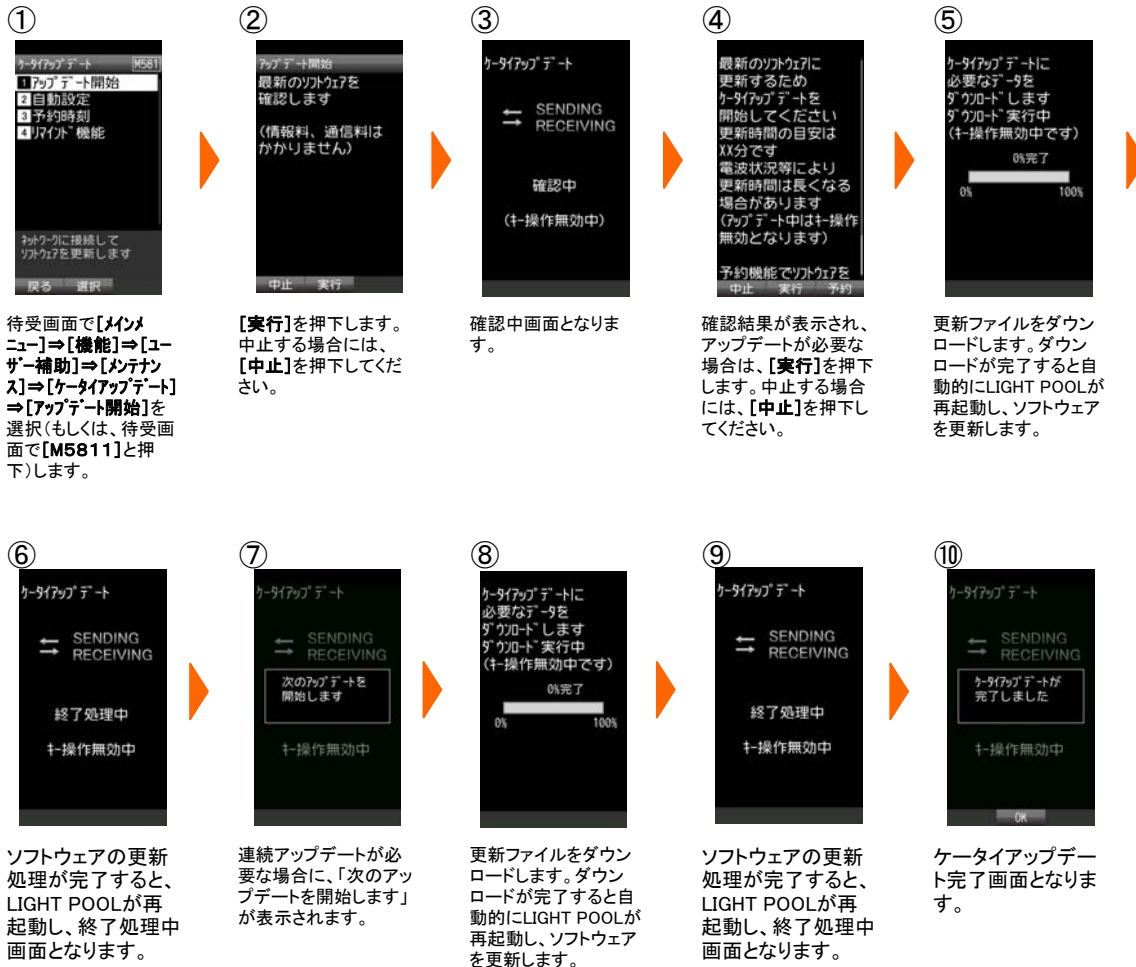 ①
ケータイアップデート M581
1 アップデート開始
2 自動設定
3 予約時刻
4 リマインド機能
ネットワークに接続して
ソフトウェアを更新します
戻る 選択
待受画面で[メインメ
ニュー]⇒[機能]⇒[ユー
ザー補助]⇒[メンテナン
ス]⇒[ケータイアップデート]
⇒[アップデート開始]を
選択(もしくは、待受画
面で[M5811]と押
下)します。
②
アップデート開始
最新のソフトウェアを
確認します
(情報料、通信料は
かかりません)
中止 実行
[実行]を押下します。
中止する場合には、
[中止]を押下してくだ
さい。
③
ケータイアップデート
SENDING
RECEIVING
確認中
(キー操作無効中)
確認中画面となりま
す。
④
最新のソフトウェアに
更新するため
ケータイアップデートを
開始してください
更新時間の目安は
XX分です
電波状況等により
更新時間は長くなる
場合があります
(アップデート中はキー操作
無効となります)
予約機能でソフトウェアを
中止 実行 予約
確認結果が表示され、
アップデートが必要な
場合は、[実行]を押下
します。中止する場合
には、[中止]を押下し
てください。
⑤
ケータイアップデートに
必要なデータを
ダウンロードします
ダウンロード実行中
(キー操作無効中です)
0%完了
0% 100%
更新ファイルをダウン
ロードします。ダウン
ロードが完了すると自
動的にLIGHT POOLが
再起動し、ソフトウェア
を更新します。
⑥
ケータイアップデート
SENDING
RECEIVING
終了処理中
キー操作無効中
ソフトウェアの更新
処理が完了すると、
LIGHT POOLが再
起動し、終了処理中
画面となります。
⑦
ケータイアップデート
SENDING
RECEIVING
次のアップデートを
開始します
キー操作無効中
連続アップデートが必
要な場合に、「次のアッ
プデートを開始します」
が表示されます。
⑧
ケータイアップデートに
必要なデータを
ダウンロードします
ダウンロード実行中
(キー操作無効中です)
0%完了
0% 100%
更新ファイルをダウン
ロードします。ダウン
ロードが完了すると自
動的にLIGHT POOLが
再起動し、ソフトウェア
を更新します。
⑨
ケータイアップデート
SENDING
RECEIVING
終了処理中
キー操作無効中
ソフトウェアの更新
処理が完了すると、
LIGHT POOLが再
起動し、終了処理中
画面となります。
⑩
ケータイアップデート
SENDING
RECEIVING
ケータイアップデートが
完了しました
キー操作無効中
OK
ケータイアップデー
ト完了画面となりま
す。